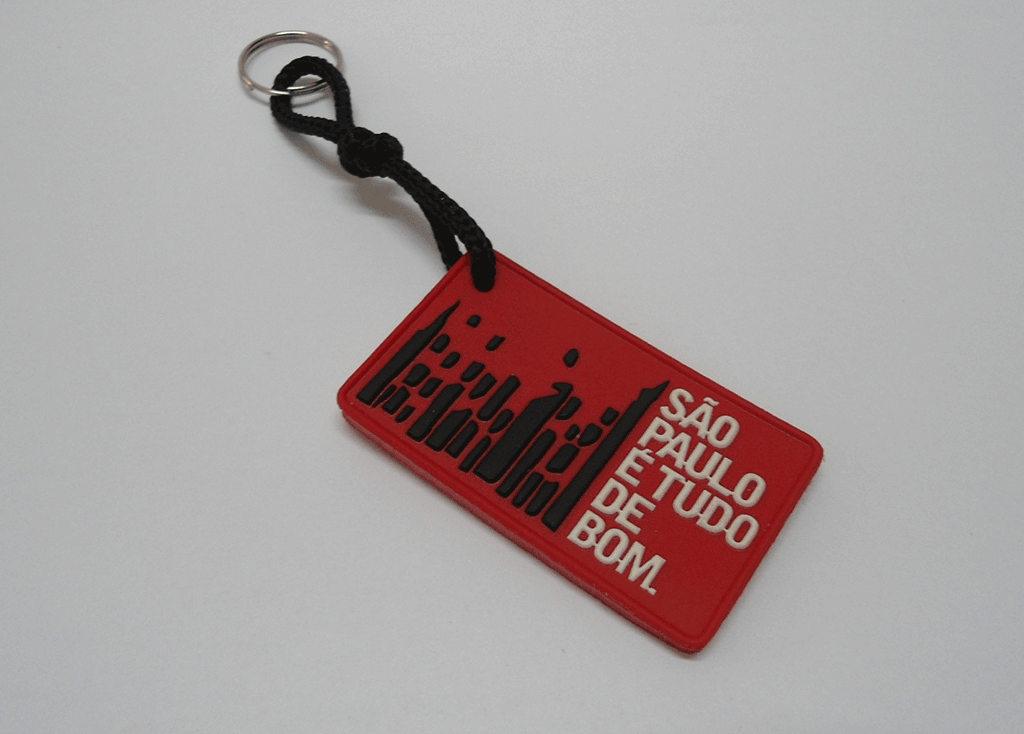 SÃO
PAULO
É TUDO
DE
BOM.